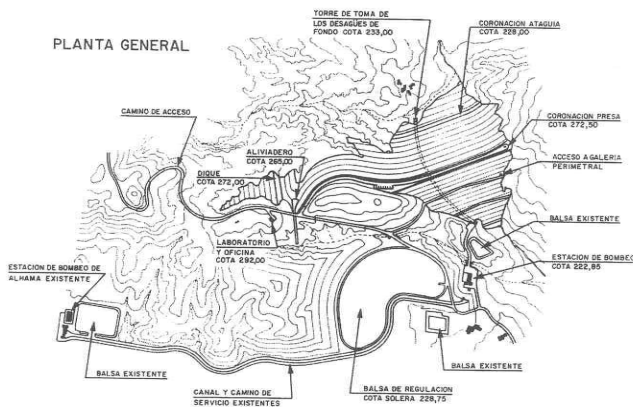 PLANTA GENERAL
TORRE DE TOMA DE
LOS DESAGÜES DE
FONDO COTA 233,00
CORONACION ATAGUIA
COTA 228,00
CAMINO DE ACCESO
CORONACION PRESA
COTA 272,50
ALIVIADERO
COTA 265,00
ACCESO A GALERIA
PERIMETRAL
DIQUE
COTA 272,00
BALSA EXISTENTE
LABORATORIO
Y OFICINA
COTA 292,00
ESTACION DE BOMBEO
COTA 222,85
ESTACION DE BOMBEO DE
ALHAMA EXISTENTE
BALSA EXISTENTE
BALSA EXISTENTE
CANAL Y CAMINO DE
SERVICIO EXISTENTES
BALSA DE REGULACION
COTA SOLERA 228,75